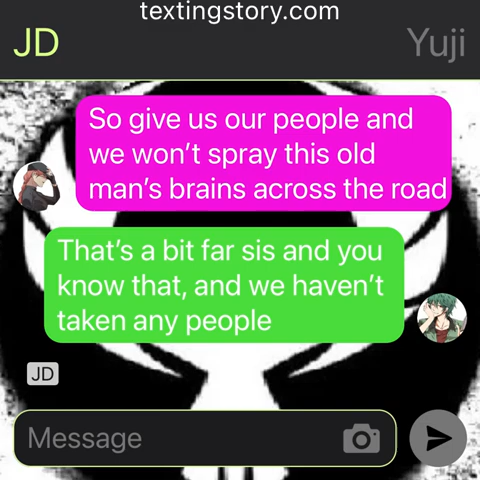 textingstory.com
JD
Yuji
So give us our people and
we won’t spray this old
man’s brains across the road
That’s a bit far sis and you
know that, and we haven’t
taken any people
JD
Message